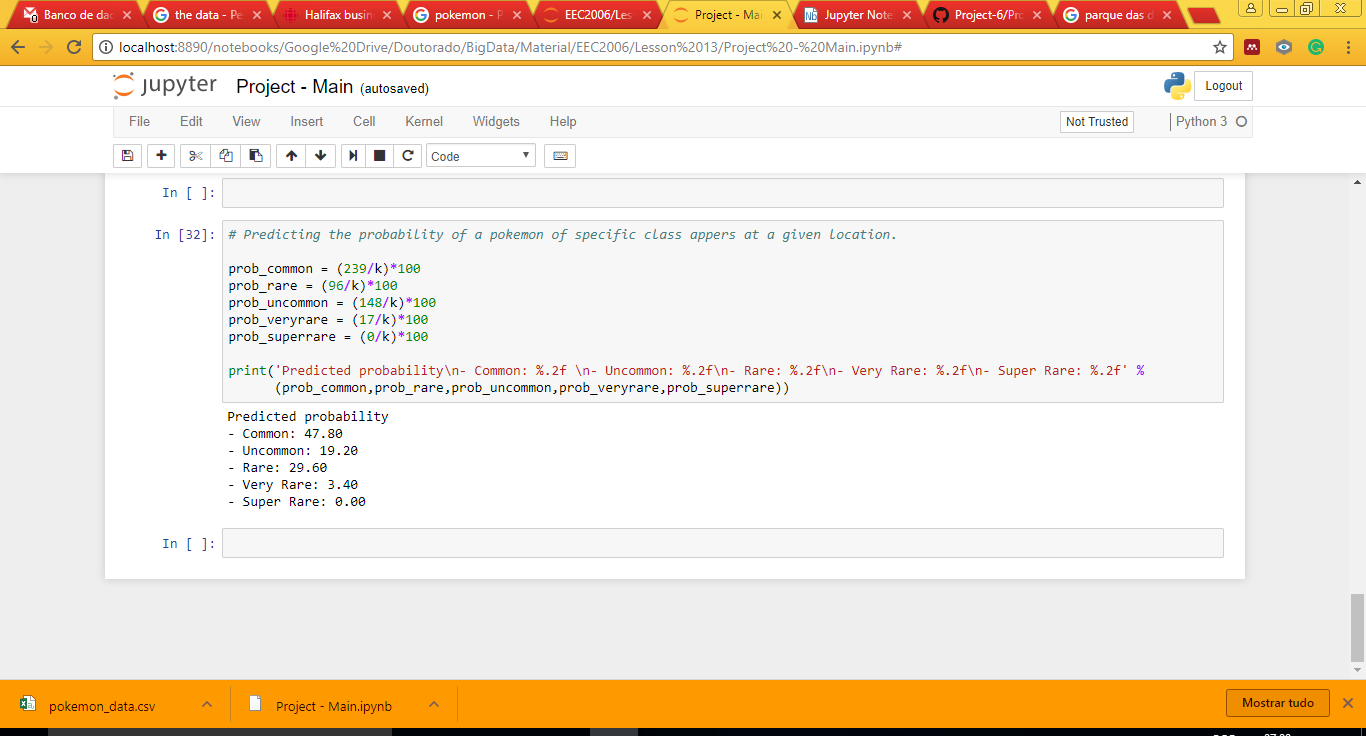 Banco de dad
the data - Pe
Halifax busin
pokemon - P
EEC2006/Les
Project - Mai
Jupyter Note
Project-6/Pro
parque das d
localhost:8890/notebooks/Google%20Drive/Doutorado/BigData/Material/EEC2006/Lesson%2013/Project%20-%20Main.ipynb#
jupyter Project - Main (autosaved)
Logout
File Edit View Insert Cell Kernel Widgets Help
Not Trusted
Python 3
Code
In [ ]:
In [32]:
# Predicting the probability of a pokemon of specific class appers at a given location.
prob_common = (239/k)*100
prob_rare = (96/k)*100
prob_uncommon = (148/k)*100
prob_veryrare = (17/k)*100
prob_superrare = (0/k)*100
print('Predicted probability\n- Common: %.2f \n- Uncommon: %.2f\n- Rare: %.2f\n- Very Rare: %.2f\n- Super Rare: %.2f' %
(prob_common,prob_rare,prob_uncommon,prob_veryrare,prob_superrare))
Predicted probability
- Common: 47.80
- Uncommon: 19.20
- Rare: 29.60
- Very Rare: 3.40
- Super Rare: 0.00
In [ ]:
pokemon_data.csv
Project - Main.ipynb
Mostrar tudo